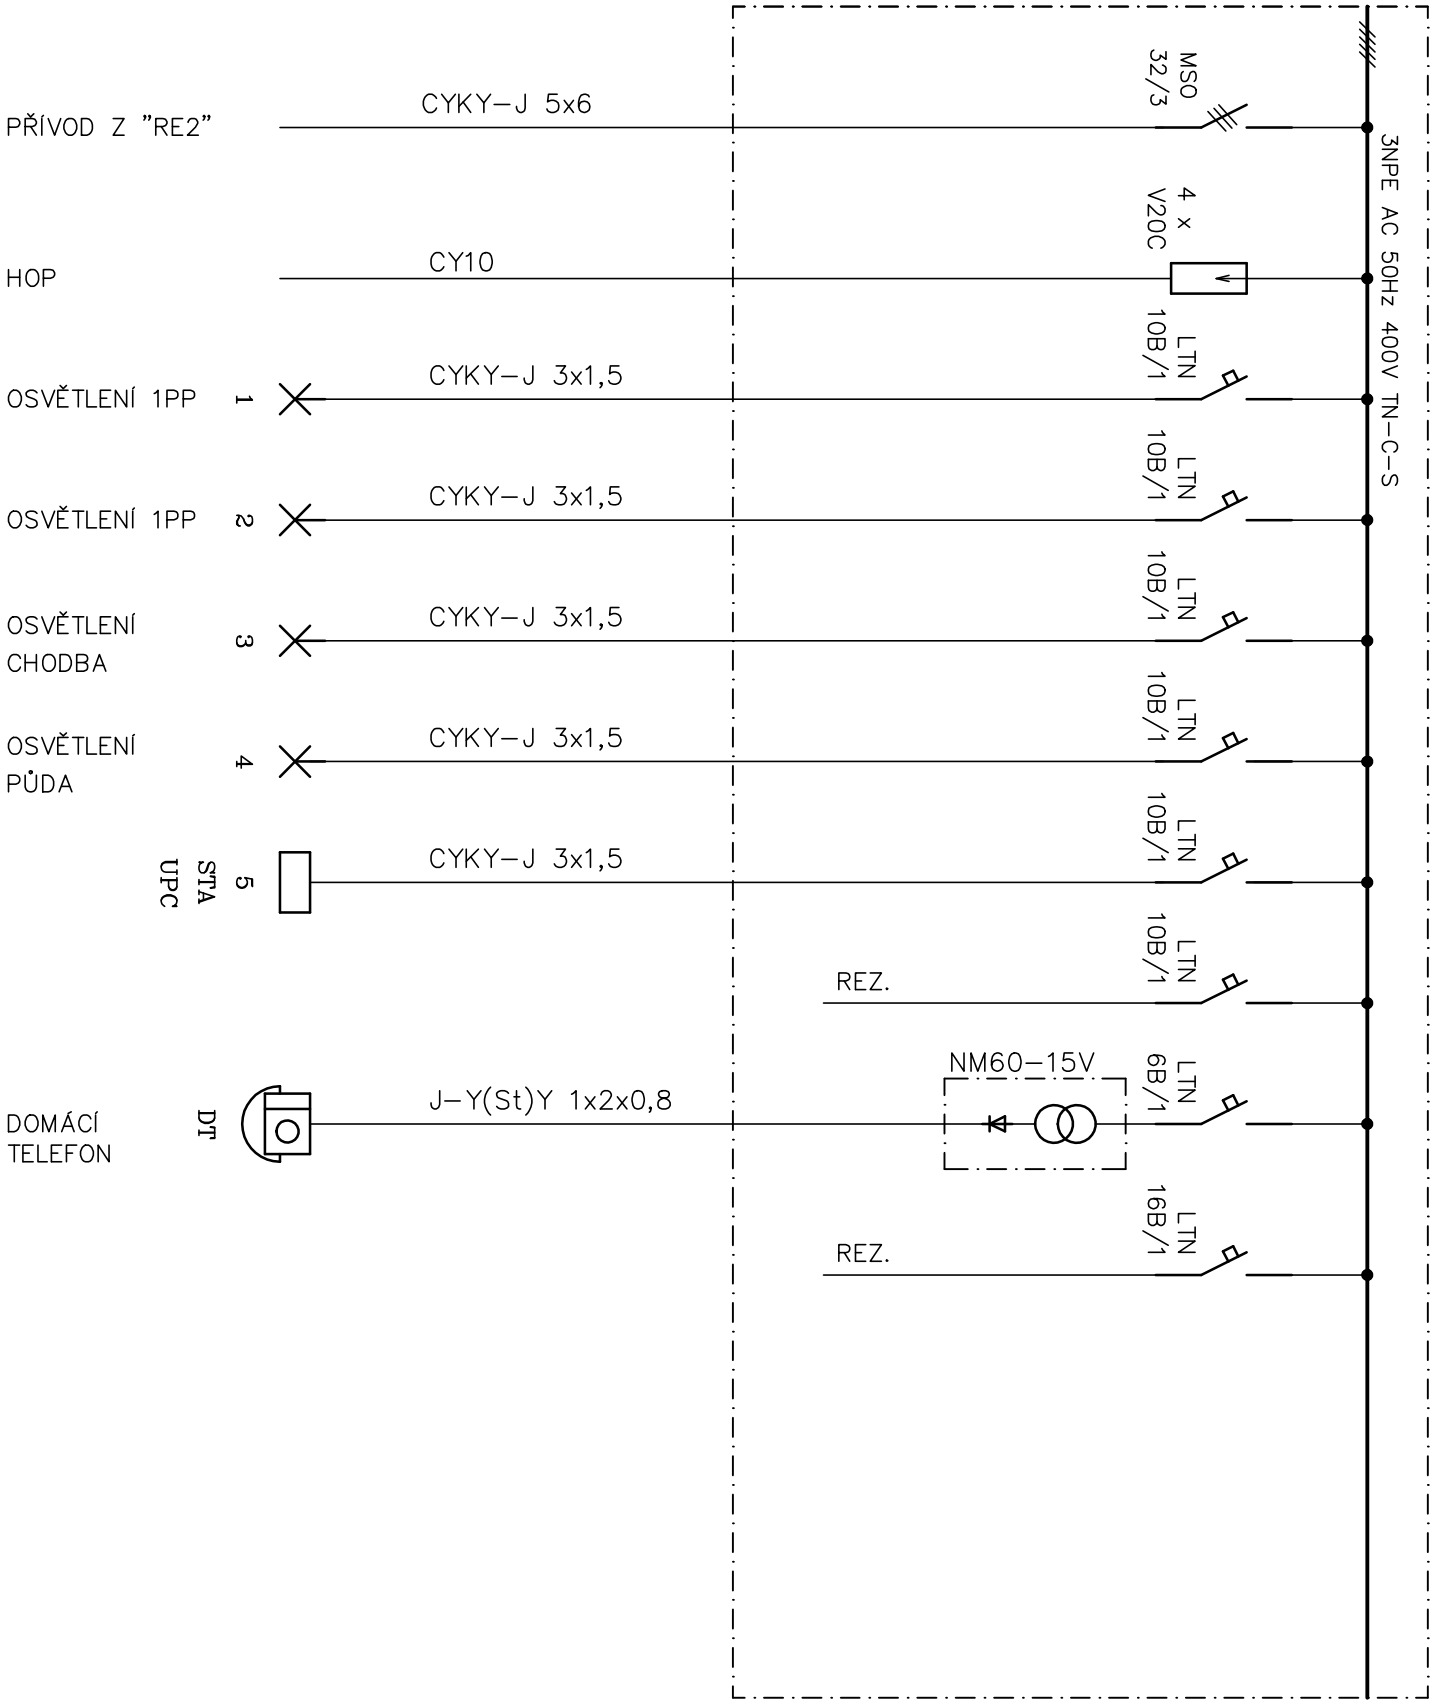 3NPE AC 50Hz 400V TN-C-S
PŘÍVOD Z "RE2"
CYKY-J 5x6
MSO
32/3
HOP
CY10
4 x
V20C
OSVĚTLENÍ 1PP
1
CYKY-J 3x1,5
LTN
10B/1
OSVĚTLENÍ 1PP
2
CYKY-J 3x1,5
LTN
10B/1
OSVĚTLENÍ
CHODBA
3
CYKY-J 3x1,5
LTN
10B/1
OSVĚTLENÍ
PŮDA
4
CYKY-J 3x1,5
LTN
10B/1
5
STA
UPC
CYKY-J 3x1,5
LTN
10B/1
REZ.
LTN
10B/1
DOMÁCÍ
TELEFON
DT
J-Y(St)Y 1x2x0,8
NM60-15V
LTN
6B/1
REZ.
LTN
16B/1